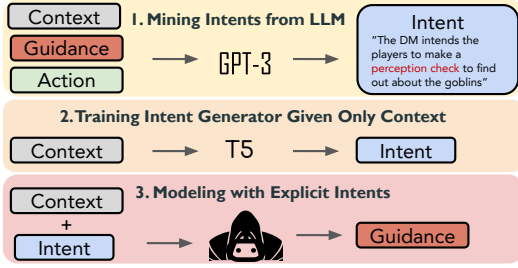 1. Mining Intents from LLM
Context
Guidance
Action
GPT-3
Intent
"The DM intends the
players to make a
perception check to find
out about the goblins"
2. Training Intent Generator Given Only Context
Context
T5
Intent
3. Modeling with Explicit Intents
Context
+
Intent
Guidance